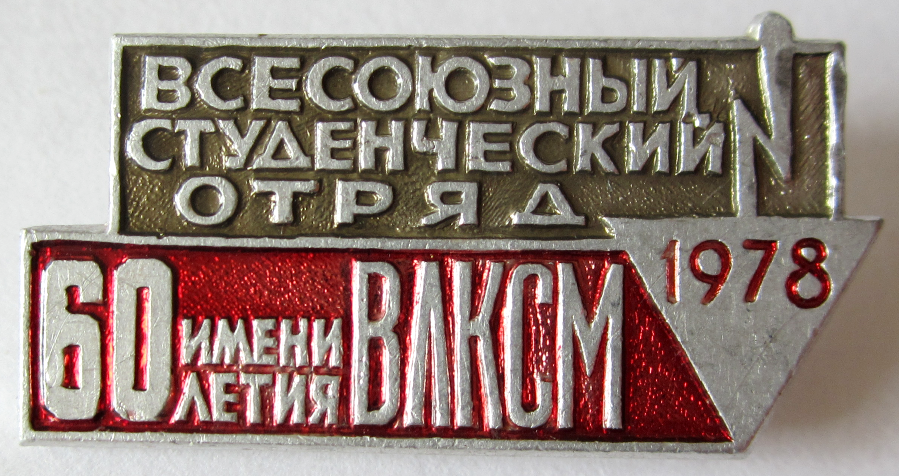 ВСЕСОЮЗНЫЙ
СТУДЕНЧЕСКИЙ
ОТРЯД
1978
60 ИМЕНИ ВЛКСМ
ЛЕТИЯ